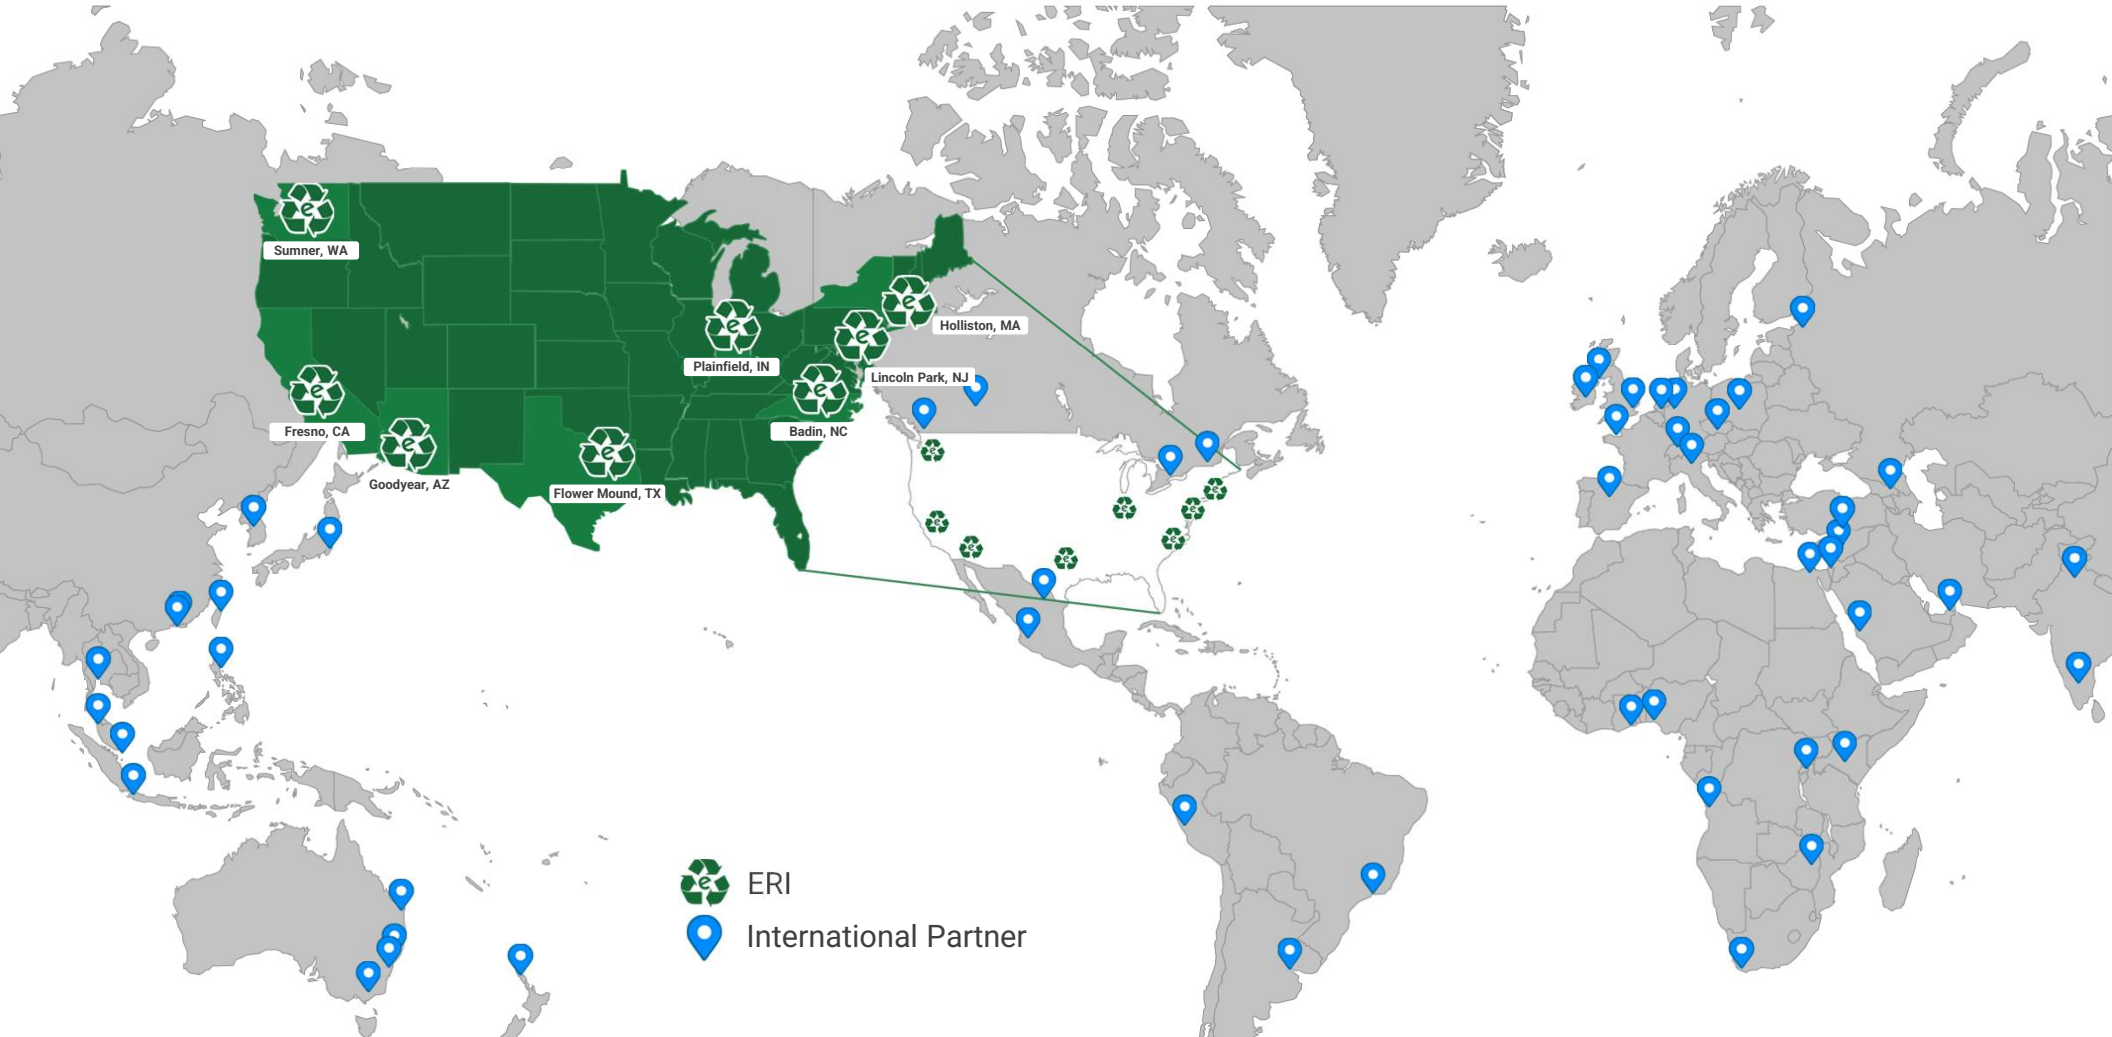 Sumner, WA
Holliston, MA
Plainfield, IN
Lincoln Park, NJ
Fresno, CA
Badin, NC
Goodyear, AZ
Flower Mound, TX
ERI
International Partner